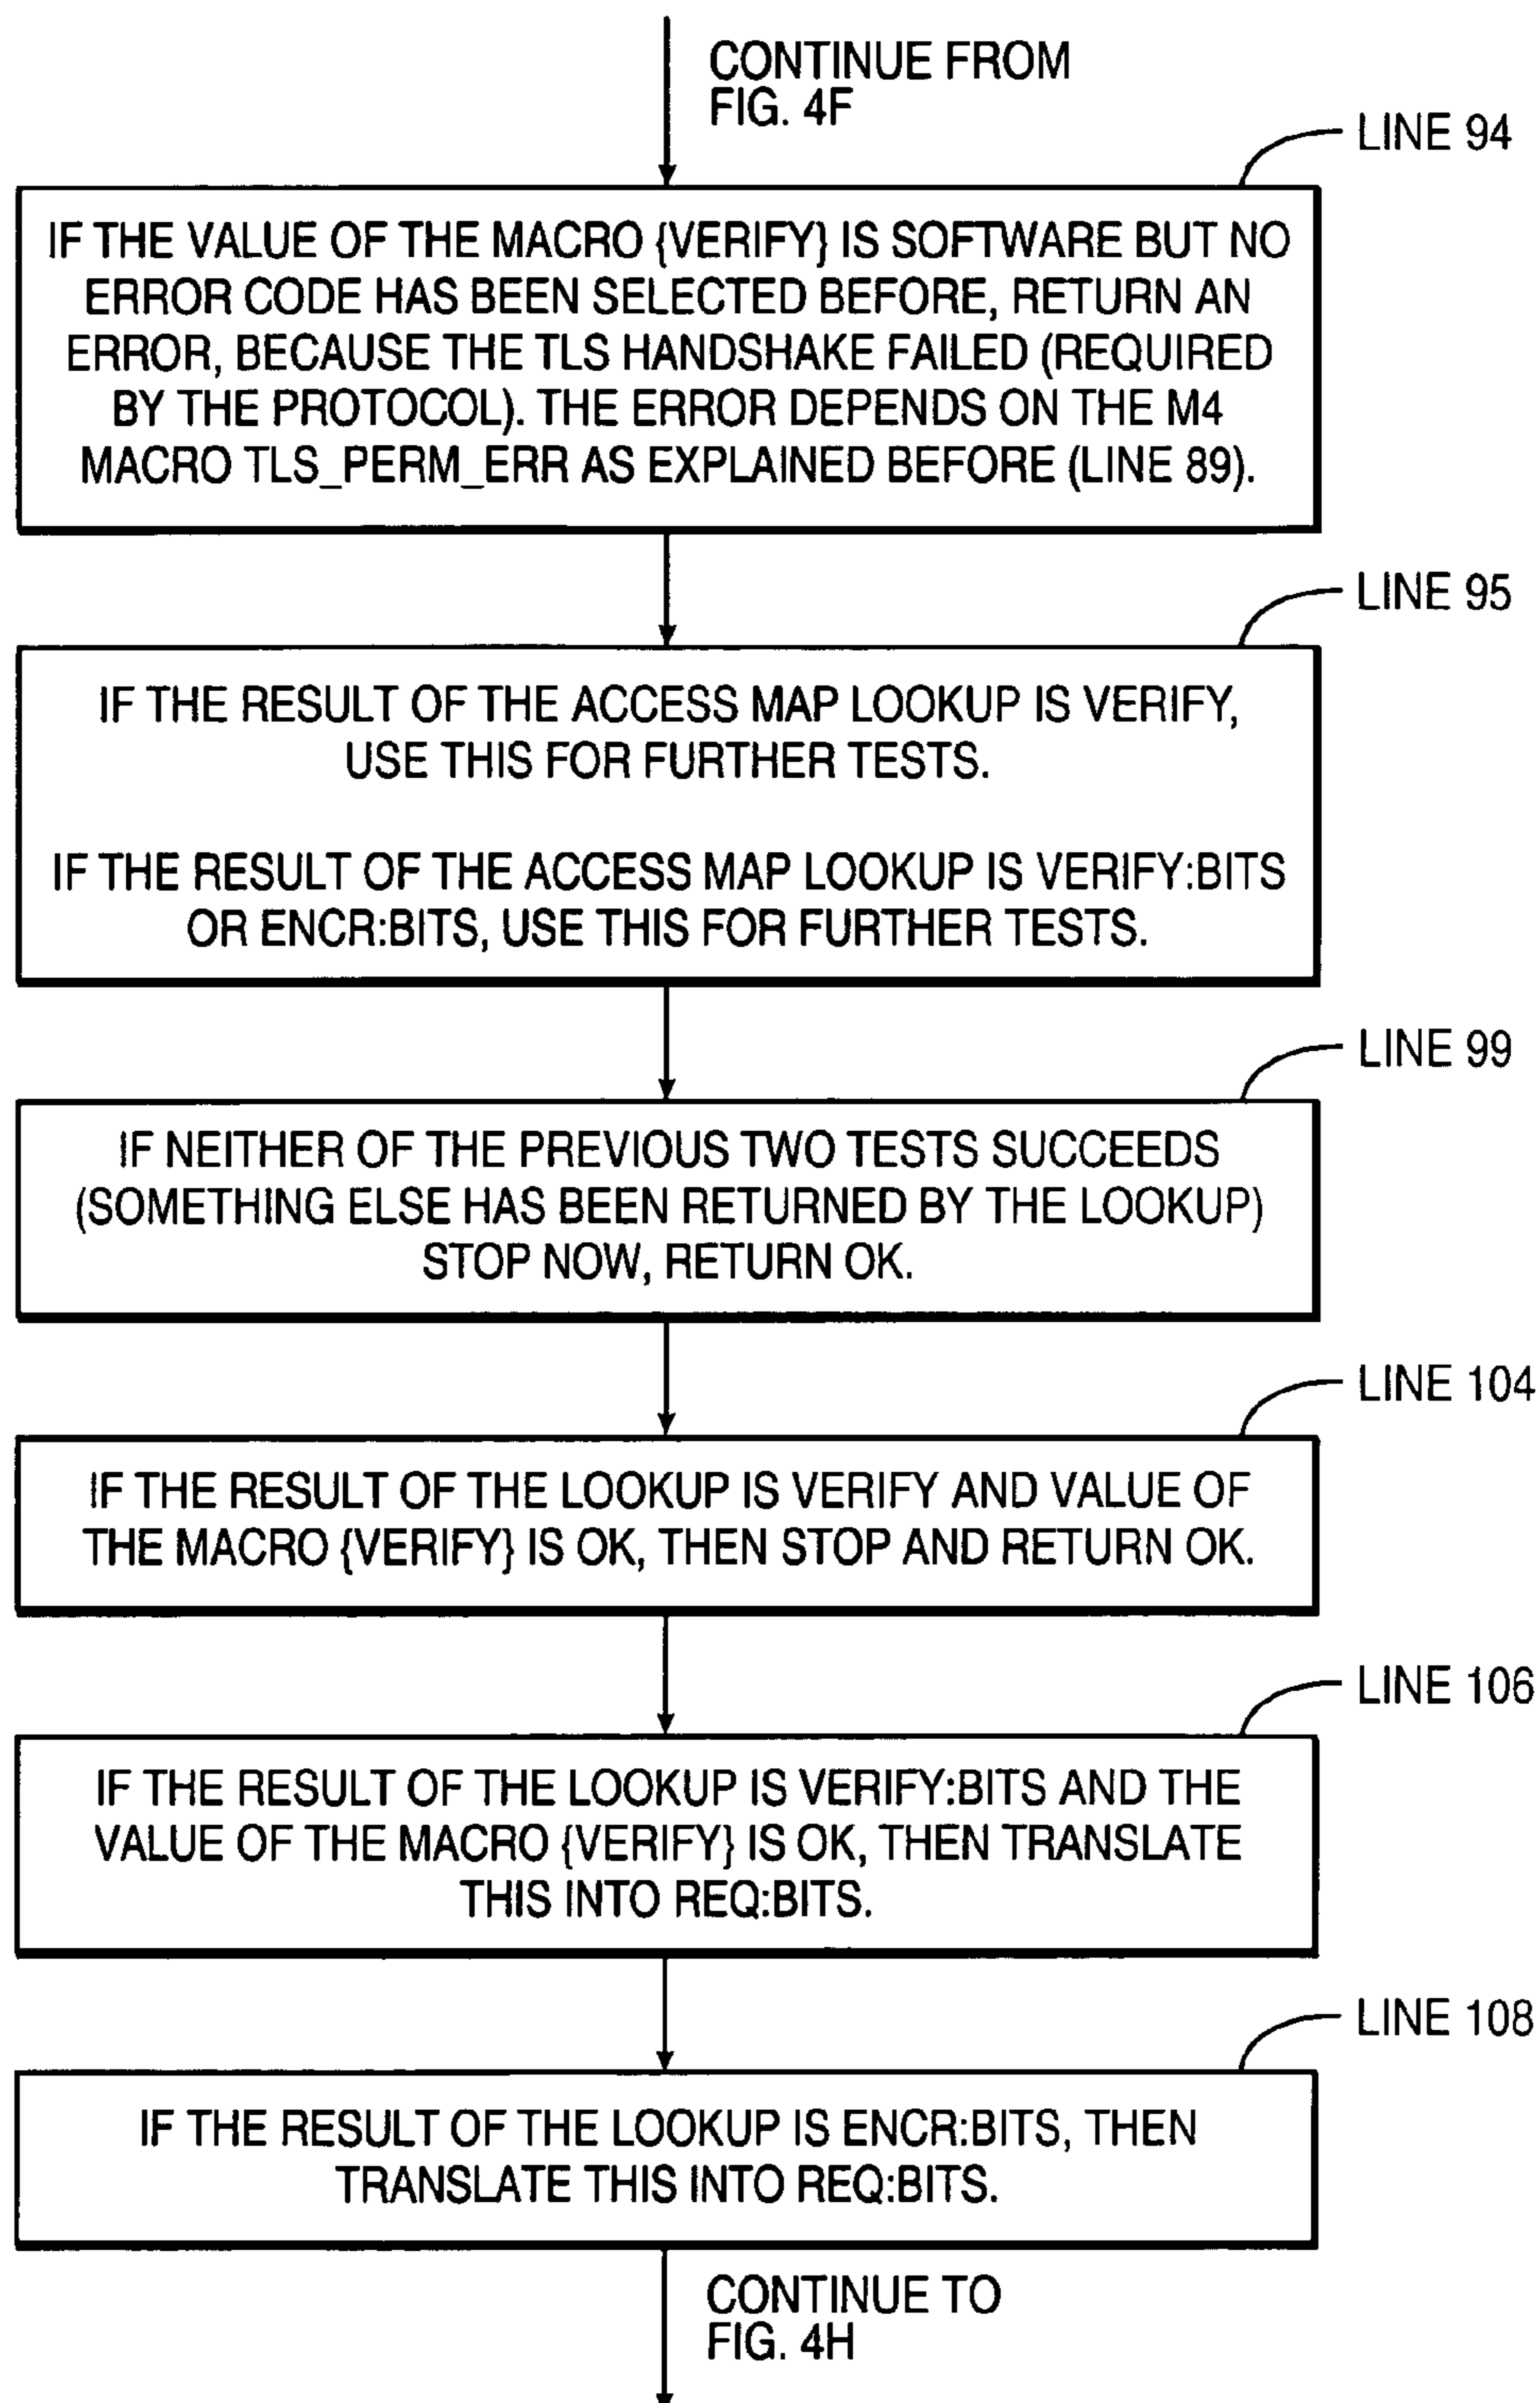 CONTINUE FROM
FIG. 4F
LINE 94
IF THE VALUE OF THE MACRO {VERIFY} IS SOFTWARE BUT NO
ERROR CODE HAS BEEN SELECTED BEFORE, RETURN AN
ERROR, BECAUSE THE TLS HANDSHAKE FAILED (REQUIRED
BY THE PROTOCOL). THE ERROR DEPENDS ON THE M4
MACRO TLS_PERM_ERR AS EXPLAINED BEFORE (LINE 89).
LINE 95
IF THE RESULT OF THE ACCESS MAP LOOKUP IS VERIFY,
USE THIS FOR FURTHER TESTS.
IF THE RESULT OF THE ACCESS MAP LOOKUP IS VERIFY:BITS
OR ENCR:BITS, USE THIS FOR FURTHER TESTS.
LINE 99
IF NEITHER OF THE PREVIOUS TWO TESTS SUCCEEDS
(SOMETHING ELSE HAS BEEN RETURNED BY THE LOOKUP)
STOP NOW, RETURN OK.
LINE 104
IF THE RESULT OF THE LOOKUP IS VERIFY AND VALUE OF
THE MACRO {VERIFY} IS OK, THEN STOP AND RETURN OK.
LINE 106
IF THE RESULT OF THE LOOKUP IS VERIFY:BITS AND THE
VALUE OF THE MACRO {VERIFY} IS OK, THEN TRANSLATE
THIS INTO REQ:BITS.
LINE 108
IF THE RESULT OF THE LOOKUP IS ENCR:BITS, THEN
TRANSLATE THIS INTO REQ:BITS.
CONTINUE TO
FIG. 4H